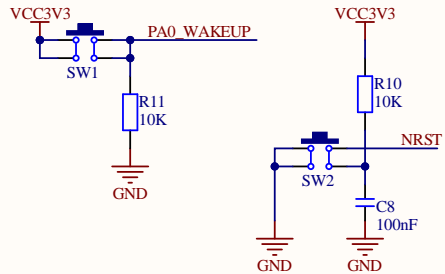 VCC3V3
PA0_WAKEUP
SW1
R11
10K
GND
VCC3V3
R10
10K
NRST
SW2
C8
100nF
GND
GND